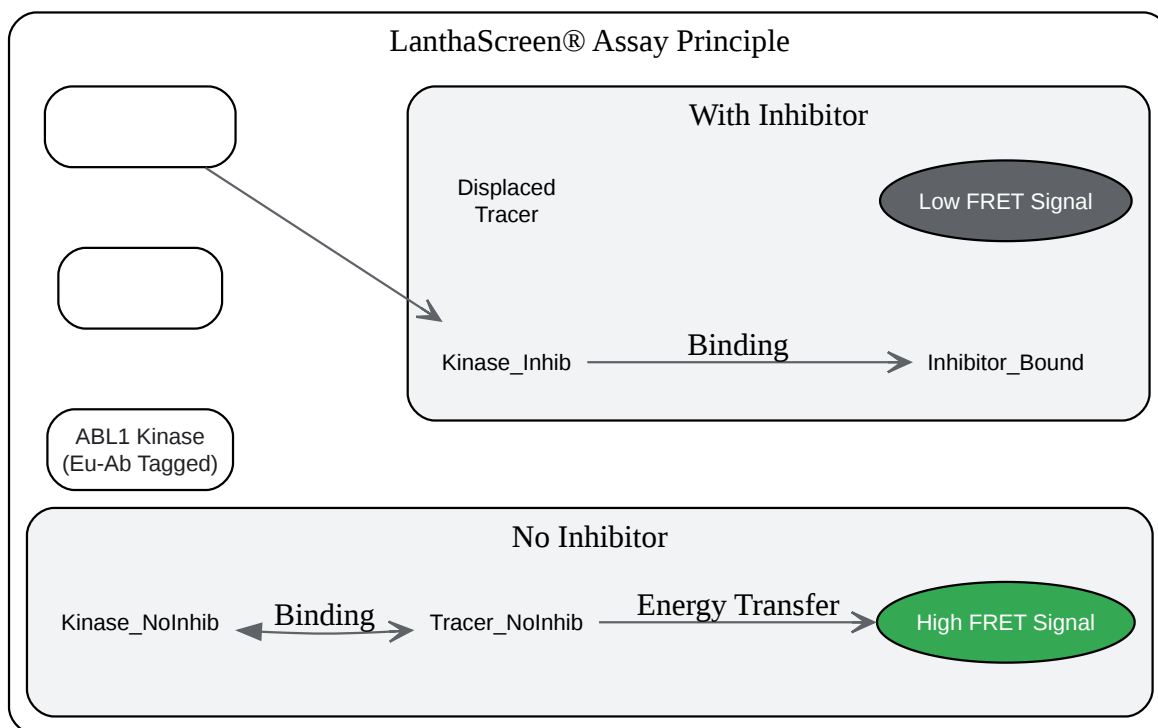 LanthaScreen® Assay Principle
With Inhibitor
Displaced
Tracer
Low FRET Signal
Kinase_Inhib
Binding
Inhibitor_Bound
ABL1 Kinase
(Eu-Ab Tagged)
No Inhibitor
Kinase_NoInhib
Binding
Tracer_NoInhib
Energy Transfer
High FRET Signal